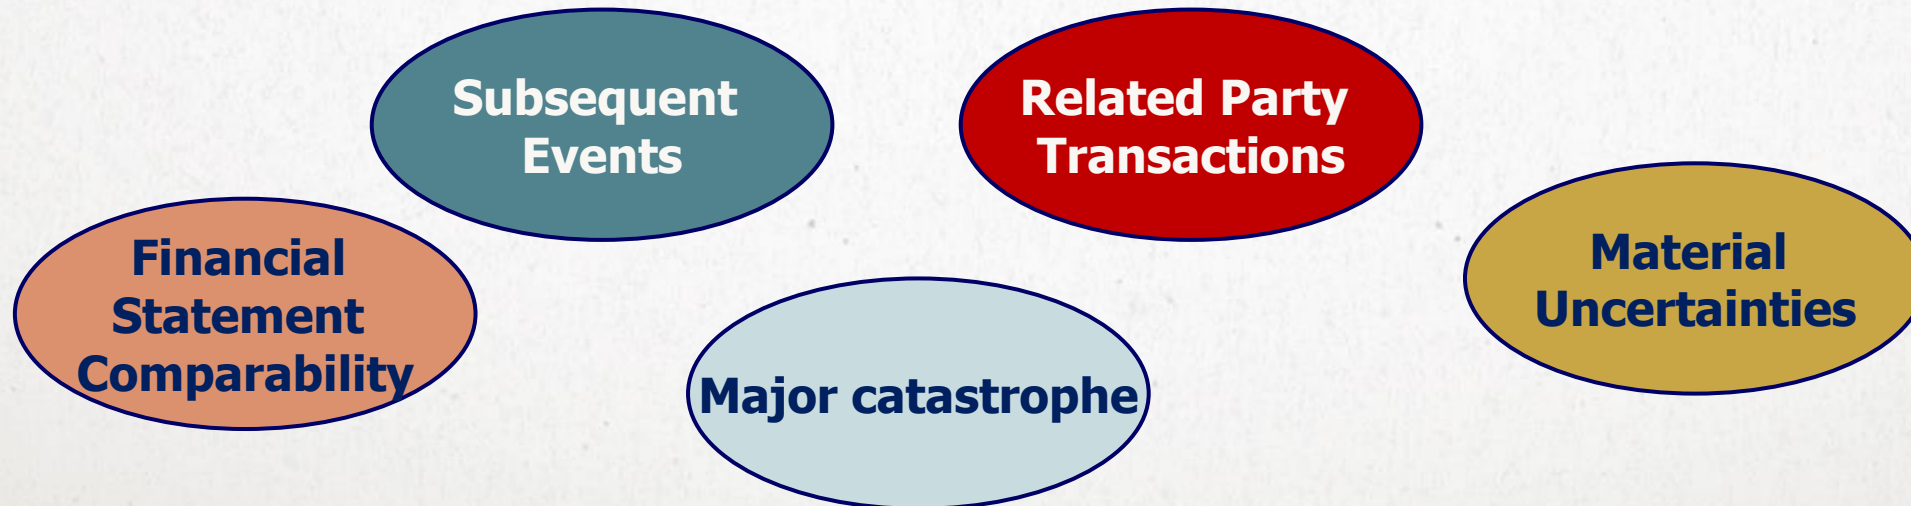 Subsequent
Events
Related Party
Transactions
Financial
Statement
Comparability
Major catastrophe
Material
Uncertainties